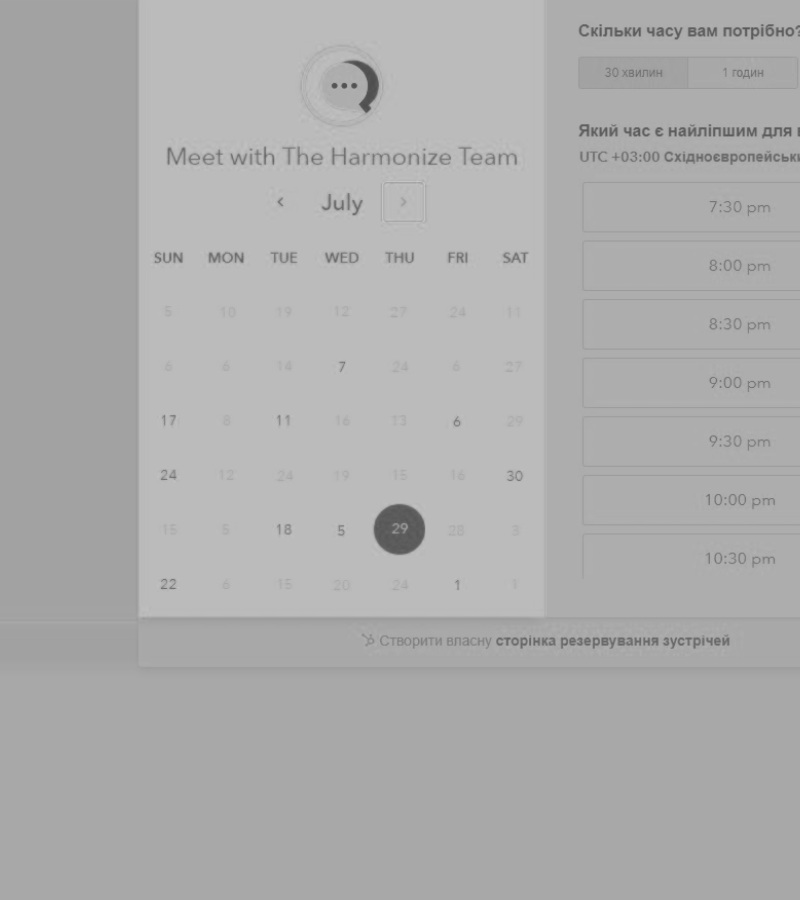 Meet with The Harmonize Team
July
SUN MON TUE WED THU FRI SAT
5 10 19 12 27 24 11
6 6 14 7 24 6 27
17 8 11 16 13 6 29
24 12 24 19 15 16 30
15 5 18 5 29 28 3
22 6 15 20 24 1 1
Скільки часу вам потрібно?
30 хвилин 1 годин
Який час є найліпшим для
UTC +03:00
7:30 pm
8:00 pm
8:30 pm
9:00 pm
9:30 pm
10:00 pm
10:30 pm
Створити власну сторінка резервування зустрічей